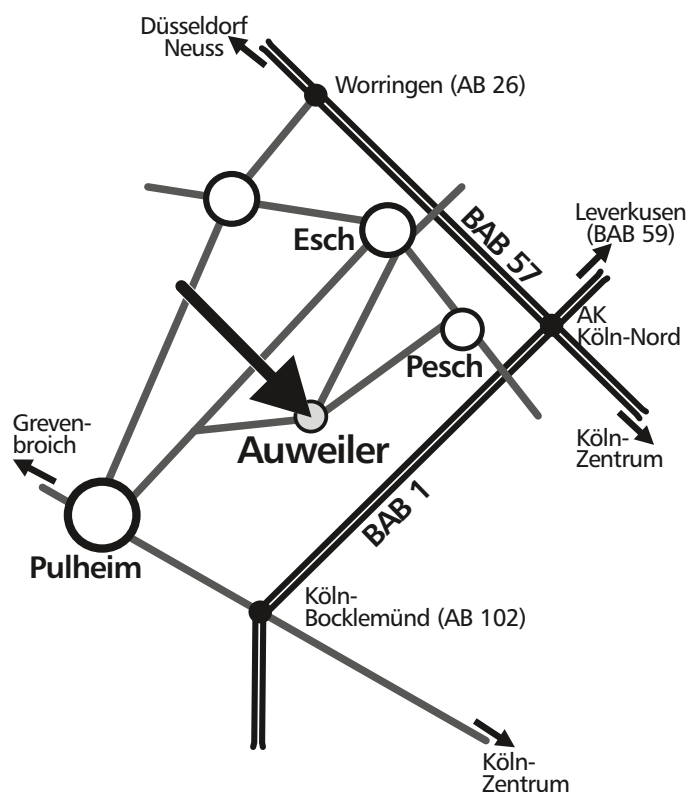 Düsseldorf
Neuss
Worringen (AB 26)
Leverkusen
(BAB 59)
Esch
BAB 57
AK
Köln-Nord
Pesch
Greven-
broich
Auweiler
Köln-
Zentrum
BAB 1
Pulheim
Köln-
Bocklemünd (AB 102)
Köln-
Zentrum